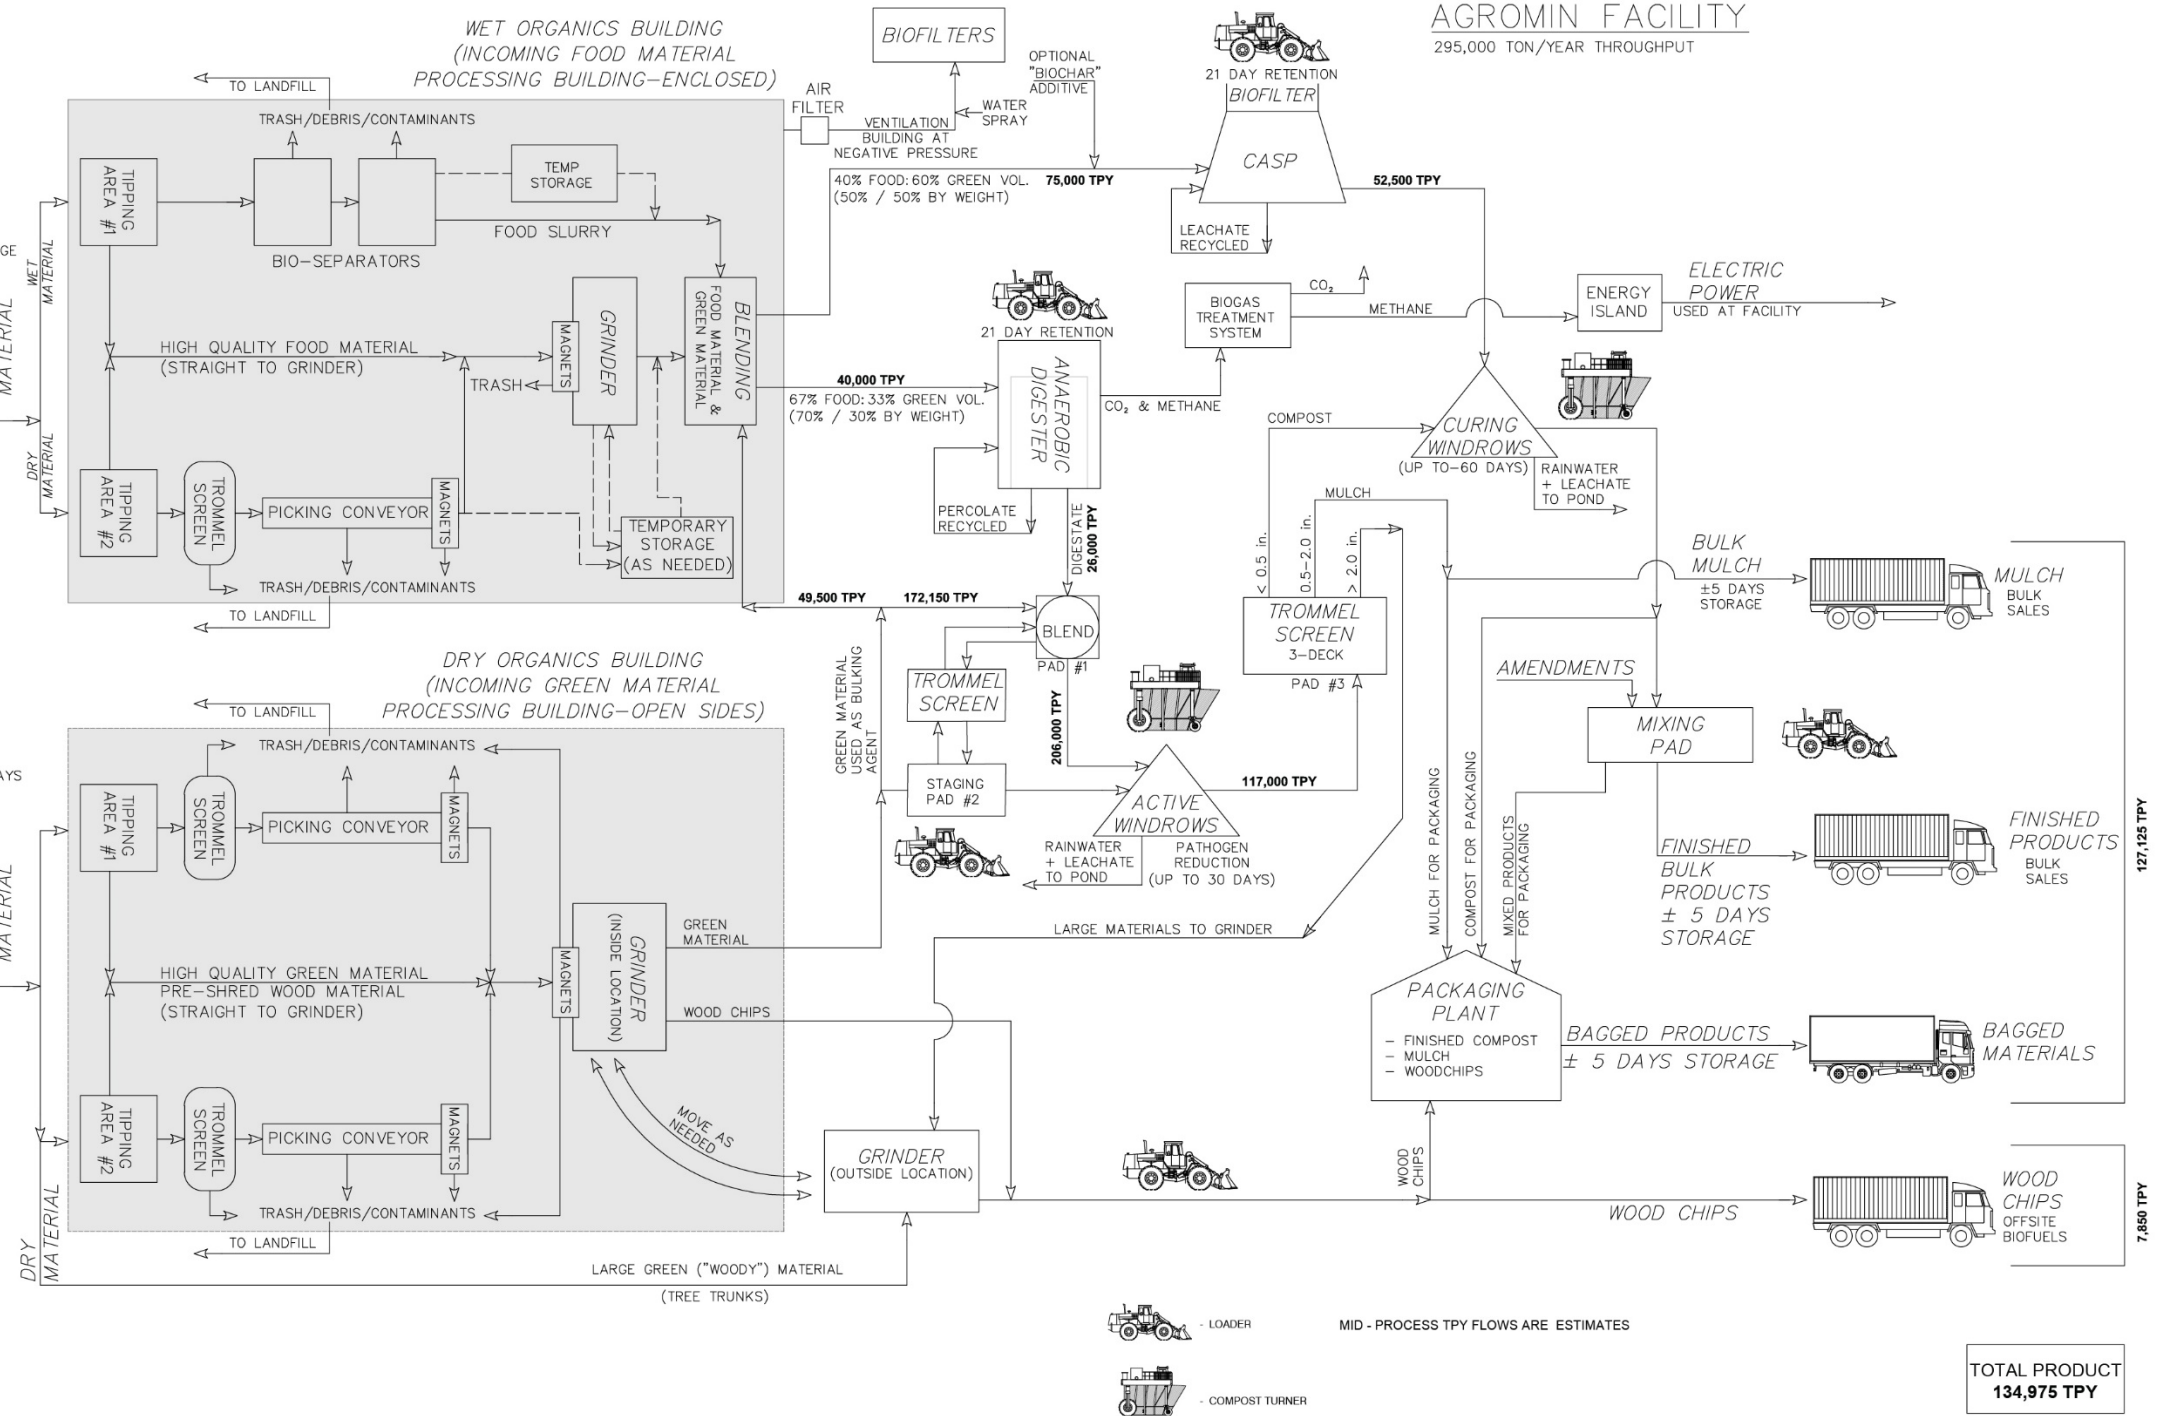 AGROMIN FACILITY
295,000 TON/YEAR THROUGHPUT
WET ORGANICS BUILDING
(INCOMING FOOD MATERIAL
PROCESSING BUILDING-ENCLOSED)
TO LANDFILL
TRASH/DEBRIS/CONTAMINANTS
TIPPING
AREA #1
BIO-SEPARATORS
TEMP
STORAGE
FOOD SLURRY
GE
WET
MATERIAL
MATERIAL
DRY
MATERIAL
HIGH QUALITY FOOD MATERIAL
(STRAIGHT TO GRINDER)
TRASH
MAGNETS
GRINDER
BLENDING
FOOD MATERIAL &
GREEN MATERIAL
TIPPING
AREA #2
TROMMEL
SCREEN
PICKING CONVEYOR
MAGNETS
TEMPORARY
STORAGE
(AS NEEDED)
TRASH/DEBRIS/CONTAMINANTS
TO LANDFILL
AIR
FILTER
BIOFILTERS
WATER
SPRAY
VENTILATION
BUILDING AT
NEGATIVE PRESSURE
OPTIONAL
"BIOCHAR"
ADDITIVE
40% FOOD: 60% GREEN VOL.
(50% / 50% BY WEIGHT)
75,000 TPY
21 DAY RETENTION
BIOFILTER
CASP
LEACHATE
RECYCLED
52,500 TPY
21 DAY RETENTION
ANAEROBIC
DIGESTER
40,000 TPY
67% FOOD: 33% GREEN VOL.
(70% / 30% BY WEIGHT)
PERCOLATE
RECYCLED
CO₂ & METHANE
BIOGAS
TREATMENT
SYSTEM
CO₂
METHANE
ENERGY
ISLAND
ELECTRIC
POWER
USED AT FACILITY
DIGESTATE
26,000 TPY
49,500 TPY
172,150 TPY
BLEND
PAD #1
TROMMEL
SCREEN
STAGING
PAD #2
GREEN MATERIAL
USED AS BULKING
AGENT
206,000 TPY
ACTIVE
WINDROWS
RAINWATER
+ LEACHATE
TO POND
PATHOGEN
REDUCTION
(UP TO 30 DAYS)
117,000 TPY
TROMMEL
SCREEN
3-DECK
PAD #3
< 0.5 in.
0.5-2.0 in.
> 2.0 in.
COMPOST
MULCH
CURING
WINDROWS
(UP TO-60 DAYS)
RAINWATER
+ LEACHATE
TO POND
BULK
MULCH
±5 DAYS
STORAGE
MULCH
BULK
SALES
AMENDMENTS
MIXING
PAD
MULCH FOR PACKAGING
COMPOST FOR PACKAGING
MIXED PRODUCTS
FOR PACKAGING
FINISHED
BULK
PRODUCTS
± 5 DAYS
STORAGE
FINISHED
PRODUCTS
BULK
SALES
127,125 TPY
PACKAGING
PLANT
- FINISHED COMPOST
- MULCH
- WOODCHIPS
BAGGED PRODUCTS
± 5 DAYS STORAGE
BAGGED
MATERIALS
WOOD
CHIPS
WOOD CHIPS
WOOD
CHIPS
OFFSITE
BIOFUELS
7,850 TPY
DRY ORGANICS BUILDING
(INCOMING GREEN MATERIAL
PROCESSING BUILDING-OPEN SIDES)
TO LANDFILL
TRASH/DEBRIS/CONTAMINANTS
AYS
MATERIAL
TIPPING
AREA #1
TROMMEL
SCREEN
PICKING CONVEYOR
MAGNETS
HIGH QUALITY GREEN MATERIAL
PRE-SHRED WOOD MATERIAL
(STRAIGHT TO GRINDER)
MAGNETS
GRINDER
(INSIDE LOCATION)
GREEN
MATERIAL
WOOD CHIPS
TIPPING
AREA #2
TROMMEL
SCREEN
PICKING CONVEYOR
MAGNETS
TRASH/DEBRIS/CONTAMINANTS
TO LANDFILL
DRY
MATERIAL
MOVE AS
NEEDED
LARGE MATERIALS TO GRINDER
GRINDER
(OUTSIDE LOCATION)
LARGE GREEN ("WOODY") MATERIAL
(TREE TRUNKS)
- LOADER
- COMPOST TURNER
MID - PROCESS TPY FLOWS ARE ESTIMATES
TOTAL PRODUCT
134,975 TPY